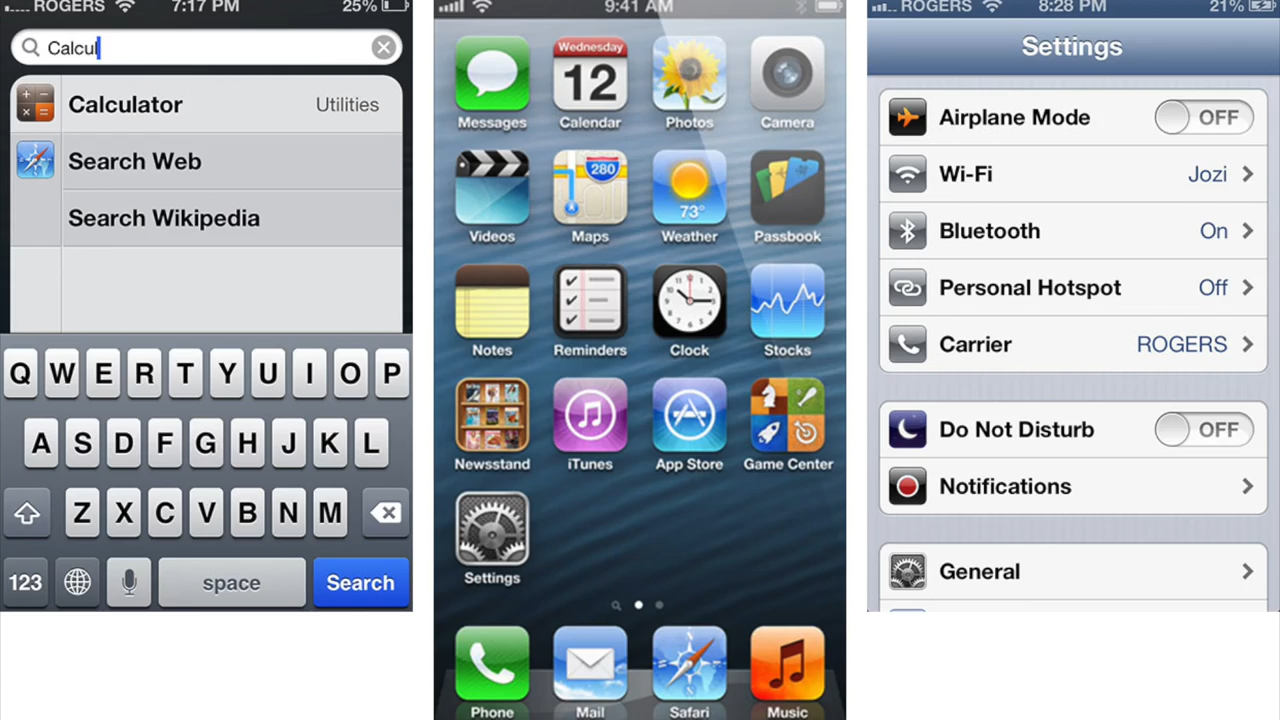 ROGERS 7:17 PM 25%
Calcul
Calculator Utilities
Search Web
Search Wikipedia
Q W E R T Y U I O P
A S D F G H J K L
Z X C V B N M
123 space Search
9:41 AM
Wednesday
12
Messages Calendar Photos Camera
280
73°
Videos Maps Weather Passbook
Notes Reminders Clock Stocks
Newsstand iTunes App Store Game Center
Settings
Phone Mail Safari Music
ROGERS 8:28 PM 21%
Settings
Airplane Mode OFF
Wi-Fi Jozi
Bluetooth On
Personal Hotspot Off
Carrier ROGERS
Do Not Disturb OFF
Notifications
General